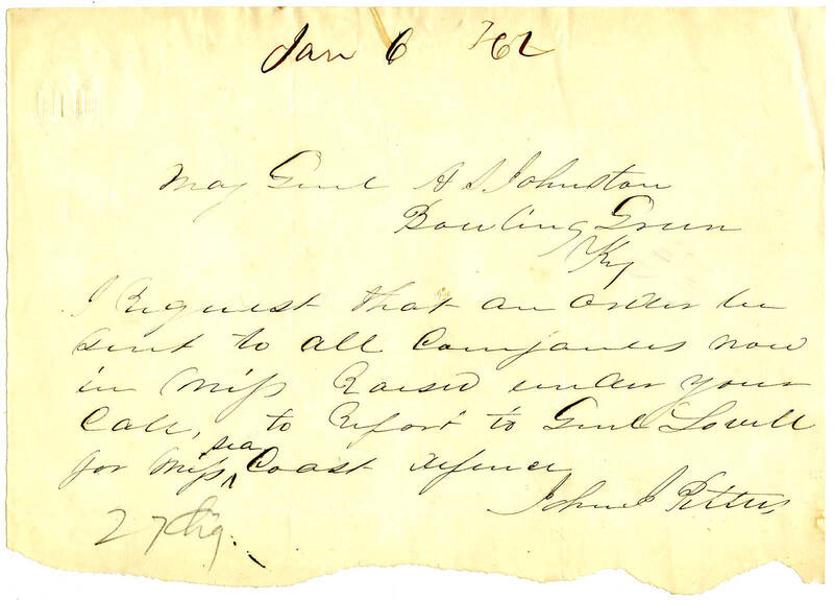 Jan 6 '62
Maj Genl A S Johnston
Bowling Green
Ky
I Request that an order be
sent to all Companies now
in Miss Raised under your
Call, to Report to Genl Lovell
for Miss sea Coast defence
John J Pettus
27